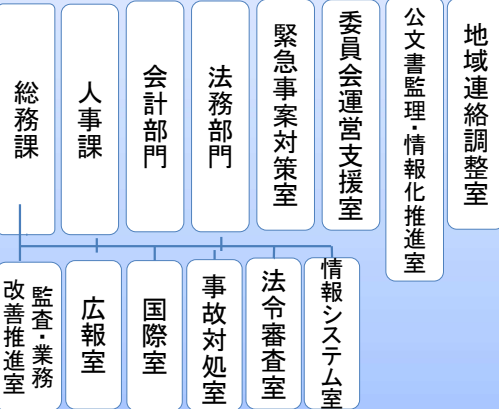 総務課
人事課
会計部門
法務部門
緊急事案対策室
委員会運営支援室
公文書監理・情報化推進室
地域連絡調整室
監査・業務
改善推進室
広報室
国際室
事故対処室
法令審査室
情報システム室